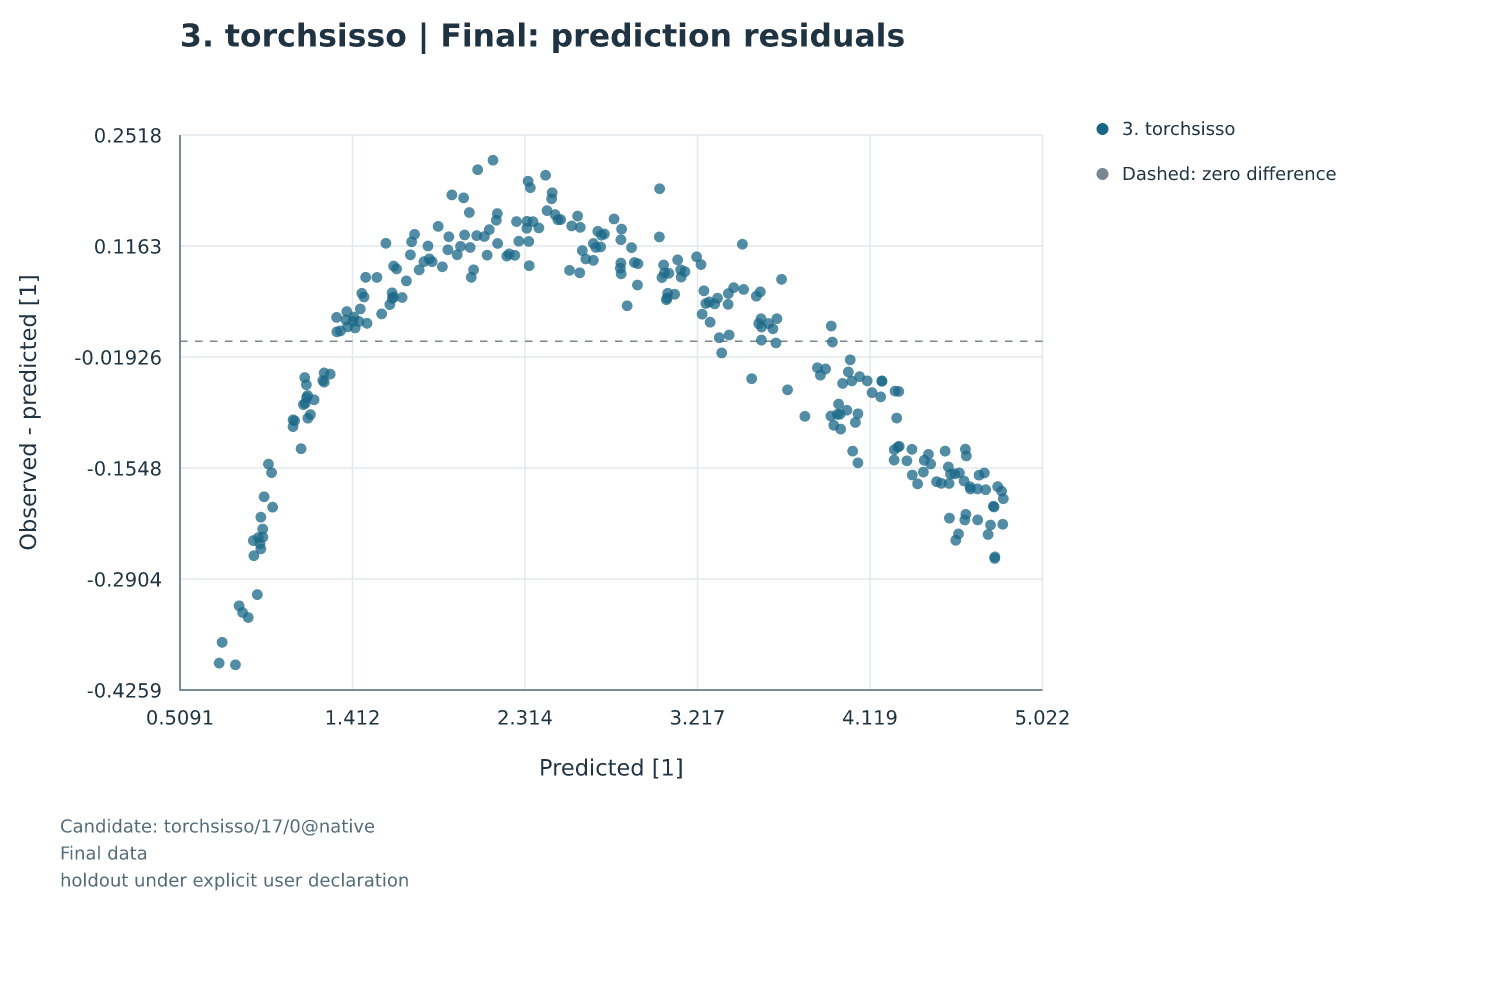 3. torchsisso | Final: prediction residuals
3. torchsisso
Dashed: zero difference
0.2518
0.1163
-0.01926
-0.1548
-0.2904
-0.4259
Observed - predicted [1]
0.5091 1.412 2.314 3.217 4.119 5.022
Predicted [1]
Candidate: torchsisso/17/0@native
Final data
holdout under explicit user declaration